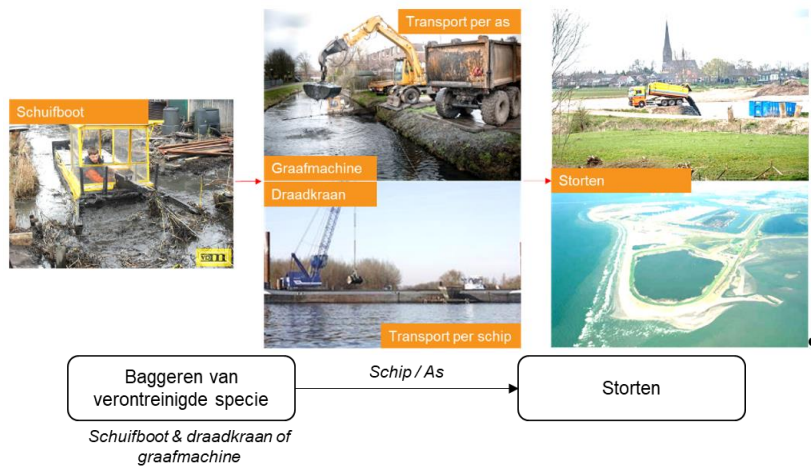 Schuifboot
Transport per as
Graafmachine
Draadkraan
Transport per schip
Storten
Baggeren van
verontreinigde specie
Schip / As
Storten
Schuifboot & draadkraan of
graafmachine